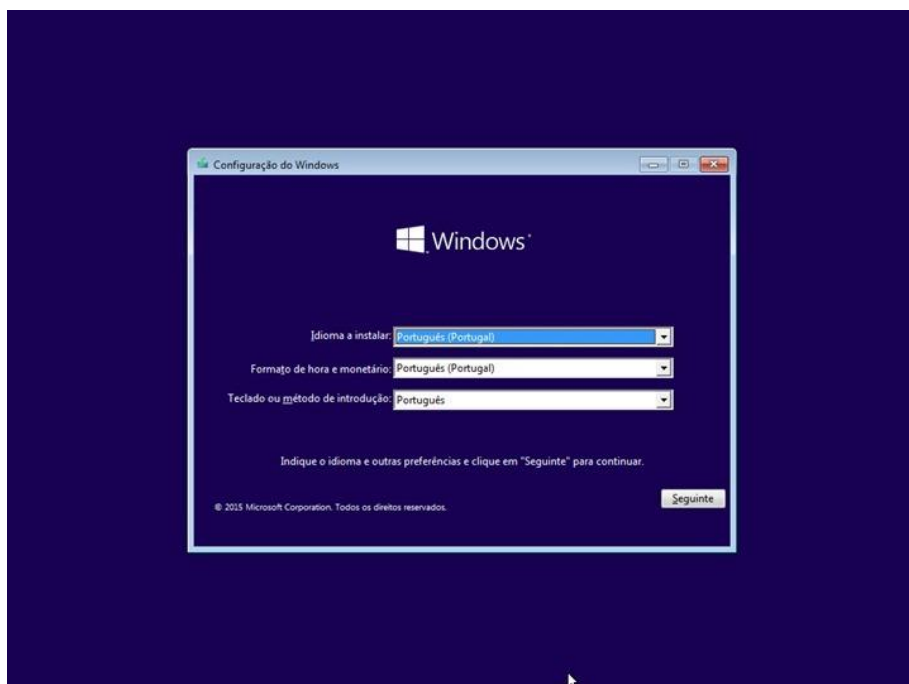 Configuração do Windows
Windows
Idioma a instalar: Português (Portugal)
Formato de hora e monetário: Português (Portugal)
Teclado ou método de introdução: Português
Indique o idioma e outras preferências e clique em "Seguinte" para continuar.
Seguinte
© 2015 Microsoft Corporation. Todos os direitos reservados.